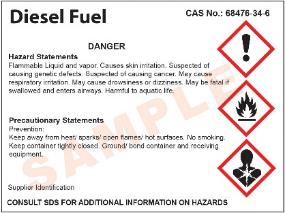 Diesel Fuel
CAS No.: 68476-34-6
DANGER
Hazard Statements
Flammable Liquid and vapor. Causes skin irritation. Suspected of
causing genetic defects. Suspected of causing cancer. May cause
respiratory irritation. May cause drowsiness or dizziness. May be fatal if
swallowed and enters airways. Harmful to aquatic life.
SAMPLE
Precautionary Statements
Prevention:
Keep away from heat/ sparks/ open flames/ hot surfaces. No smoking.
Keep container tightly closed. Ground/ bond container and receiving
equipment.
Supplier Identification
CONSULT SDS FOR ADDITIONAL INFORMATION ON HAZARDS